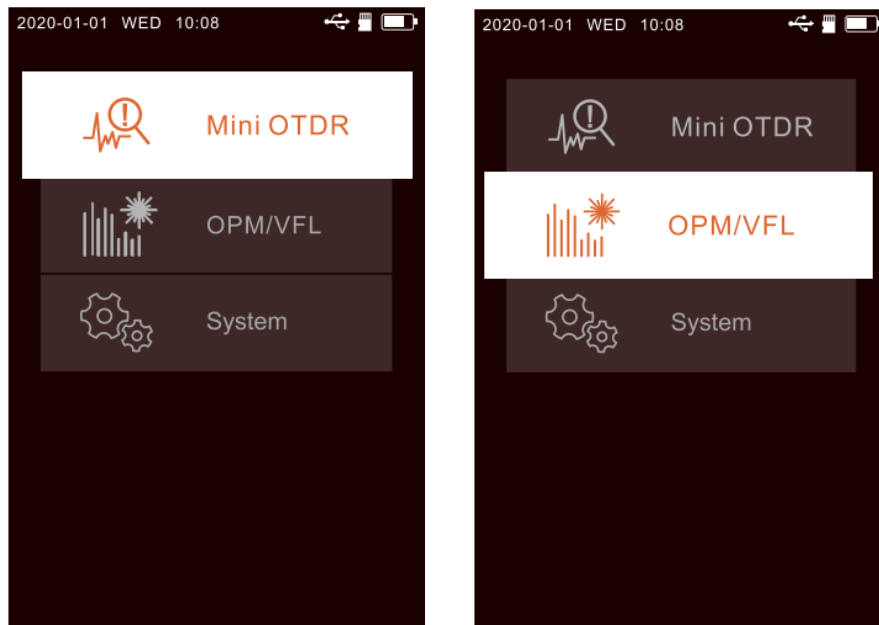 2020-01-01 WED 10:08
Mini OTDR
OPM/VFL
System
2020-01-01 WED 10:08
Mini OTDR
OPM/VFL
System